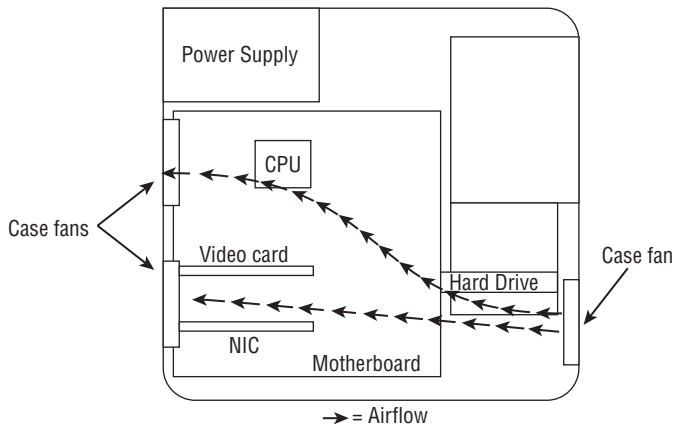 Power Supply
CPU
Case fans
Video card
Case fan
Hard Drive
NIC
Motherboard
= Airflow